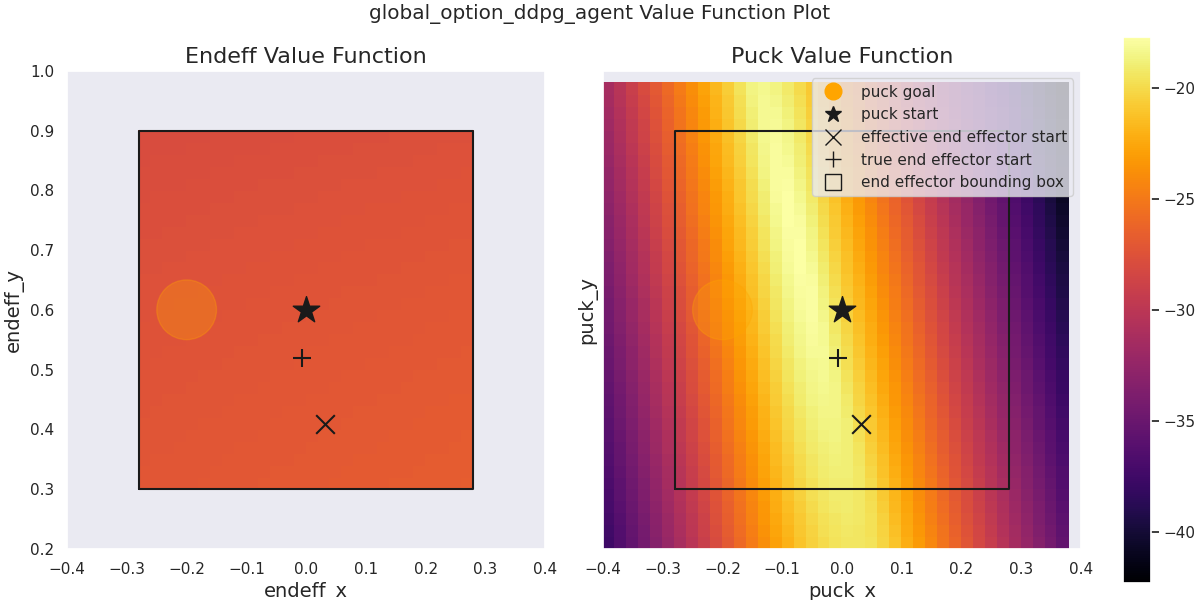 global_option_ddpg_agent Value Function Plot
Endeff Value Function
endeff_y
1.0
0.9
0.8
0.7
0.6
0.5
0.4
0.3
0.2
−0.4 −0.3 −0.2 −0.1 0.0 0.1 0.2 0.3 0.4
endeff_x
Puck Value Function
puck_y
puck goal
puck start
effective end effector start
true end effector start
end effector bounding box
−0.4 −0.3 −0.2 −0.1 0.0 0.1 0.2 0.3 0.4
puck_x
−20
−25
−30
−35
−40